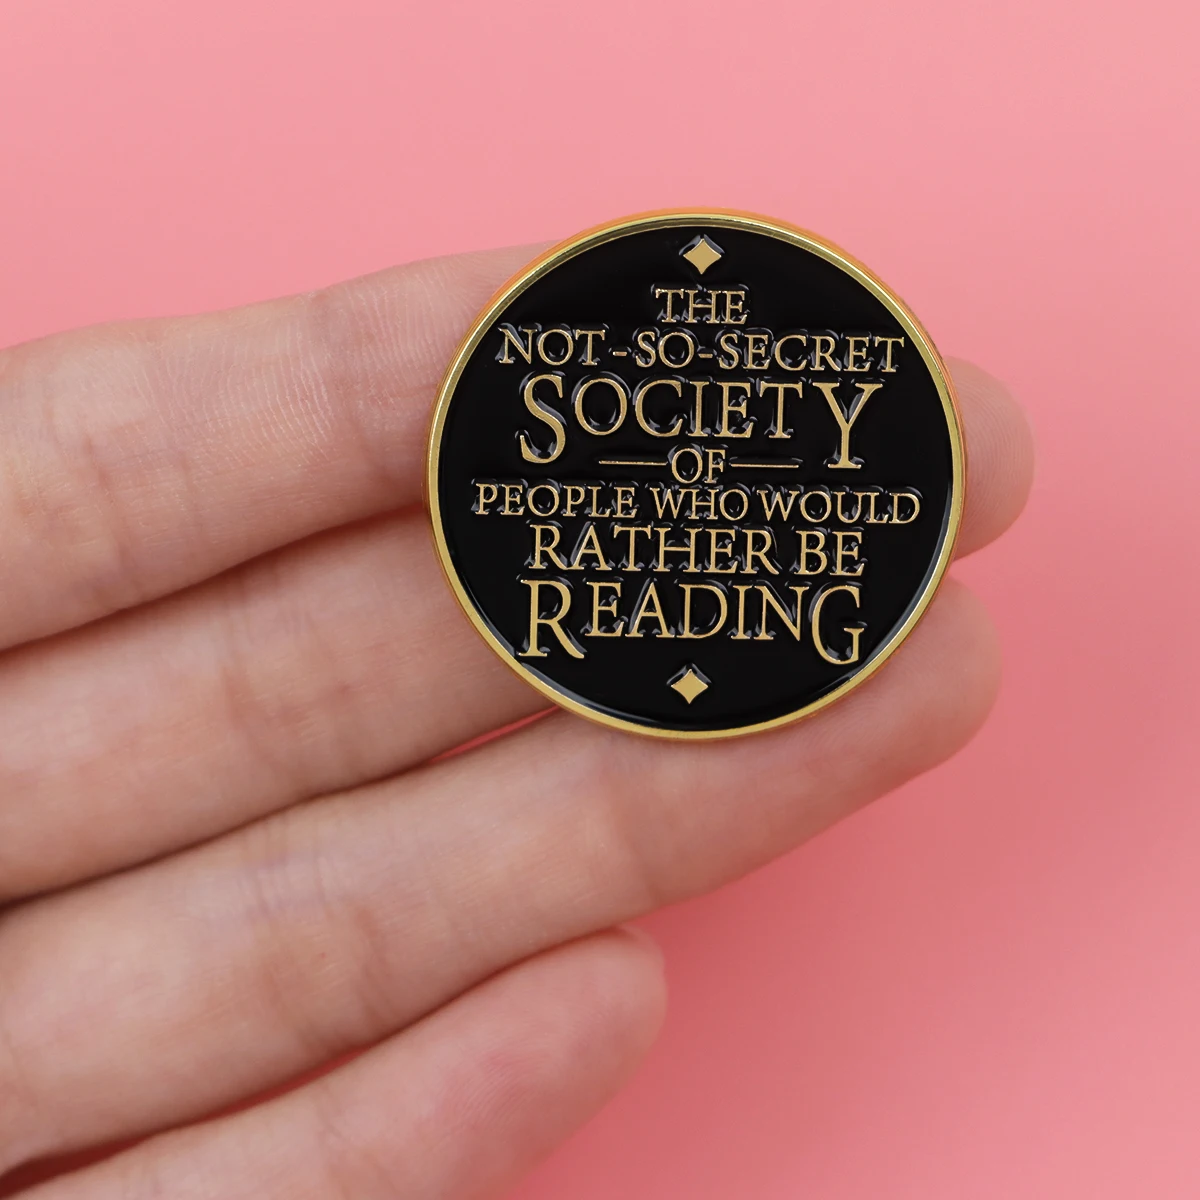 THE
NOT-SO-SECRET
SOCIETY
OF
PEOPLE WHO WOULD
RATHER BE
READING